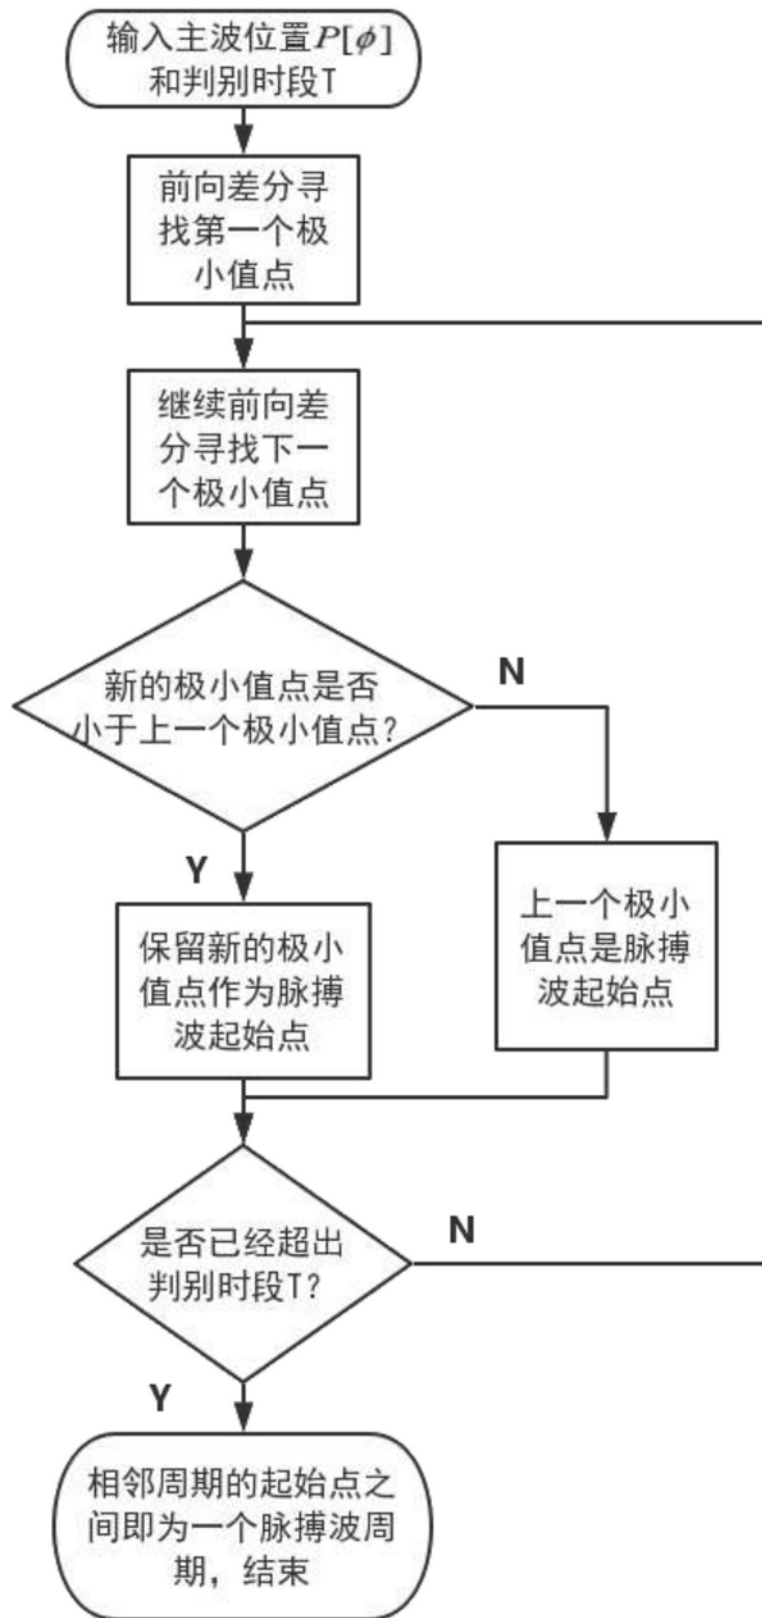 输入主波位置P[ϕ]
和判别时段T
前向差分寻
找第一个极
小值点
继续前向差
分寻找下一
个极小值点
新的极小值点是否
小于上一个极小值点?
N
Y
保留新的极小
值点作为脉搏
波起始点
上一个极小
值点是脉搏
波起始点
是否已经超出
判别时段T?
N
Y
相邻周期的起始点之
间即为一个脉搏波周
期，结束